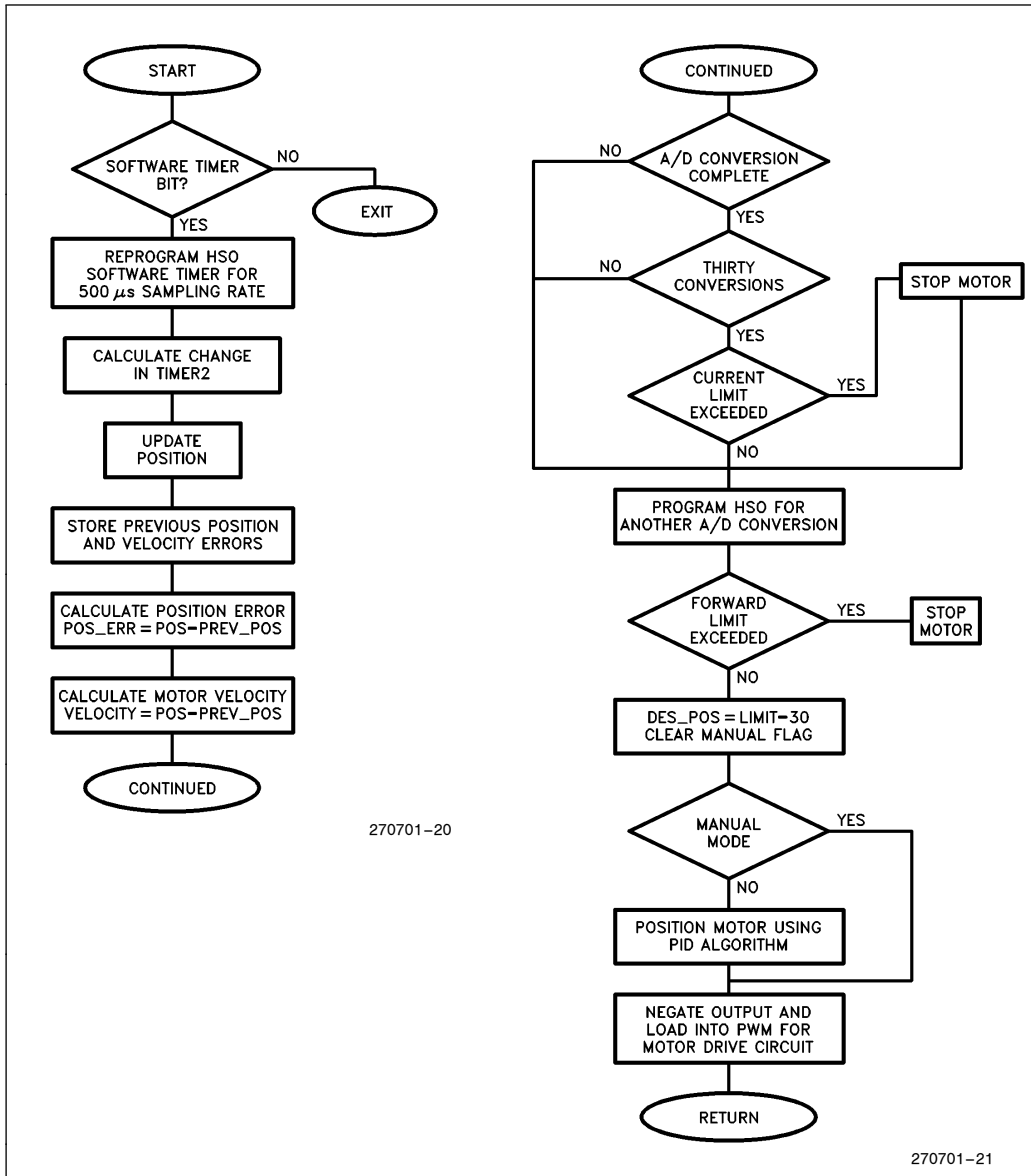 START
SOFTWARE TIMER
BIT?
NO
EXIT
YES
REPROGRAM HSO
SOFTWARE TIMER FOR
500 μs SAMPLING RATE
CALCULATE CHANGE
IN TIMER2
UPDATE
POSITION
STORE PREVIOUS POSITION
AND VELOCITY ERRORS
CALCULATE POSITION ERROR
POS_ERR = POS-PREV_POS
CALCULATE MOTOR VELOCITY
VELOCITY = POS-PREV_POS
CONTINUED
270701-20
CONTINUED
NO
A/D CONVERSION
COMPLETE
YES
NO
THIRTY
CONVERSIONS
STOP MOTOR
YES
CURRENT
LIMIT
EXCEEDED
YES
NO
PROGRAM HSO FOR
ANOTHER A/D CONVERSION
FORWARD
LIMIT
EXCEEDED
YES
STOP
MOTOR
NO
DES_POS = LIMIT-30
CLEAR MANUAL FLAG
MANUAL
MODE
YES
NO
POSITION MOTOR USING
PID ALGORITHM
NEGATE OUTPUT AND
LOAD INTO PWM FOR
MOTOR DRIVE CIRCUIT
RETURN
270701-21